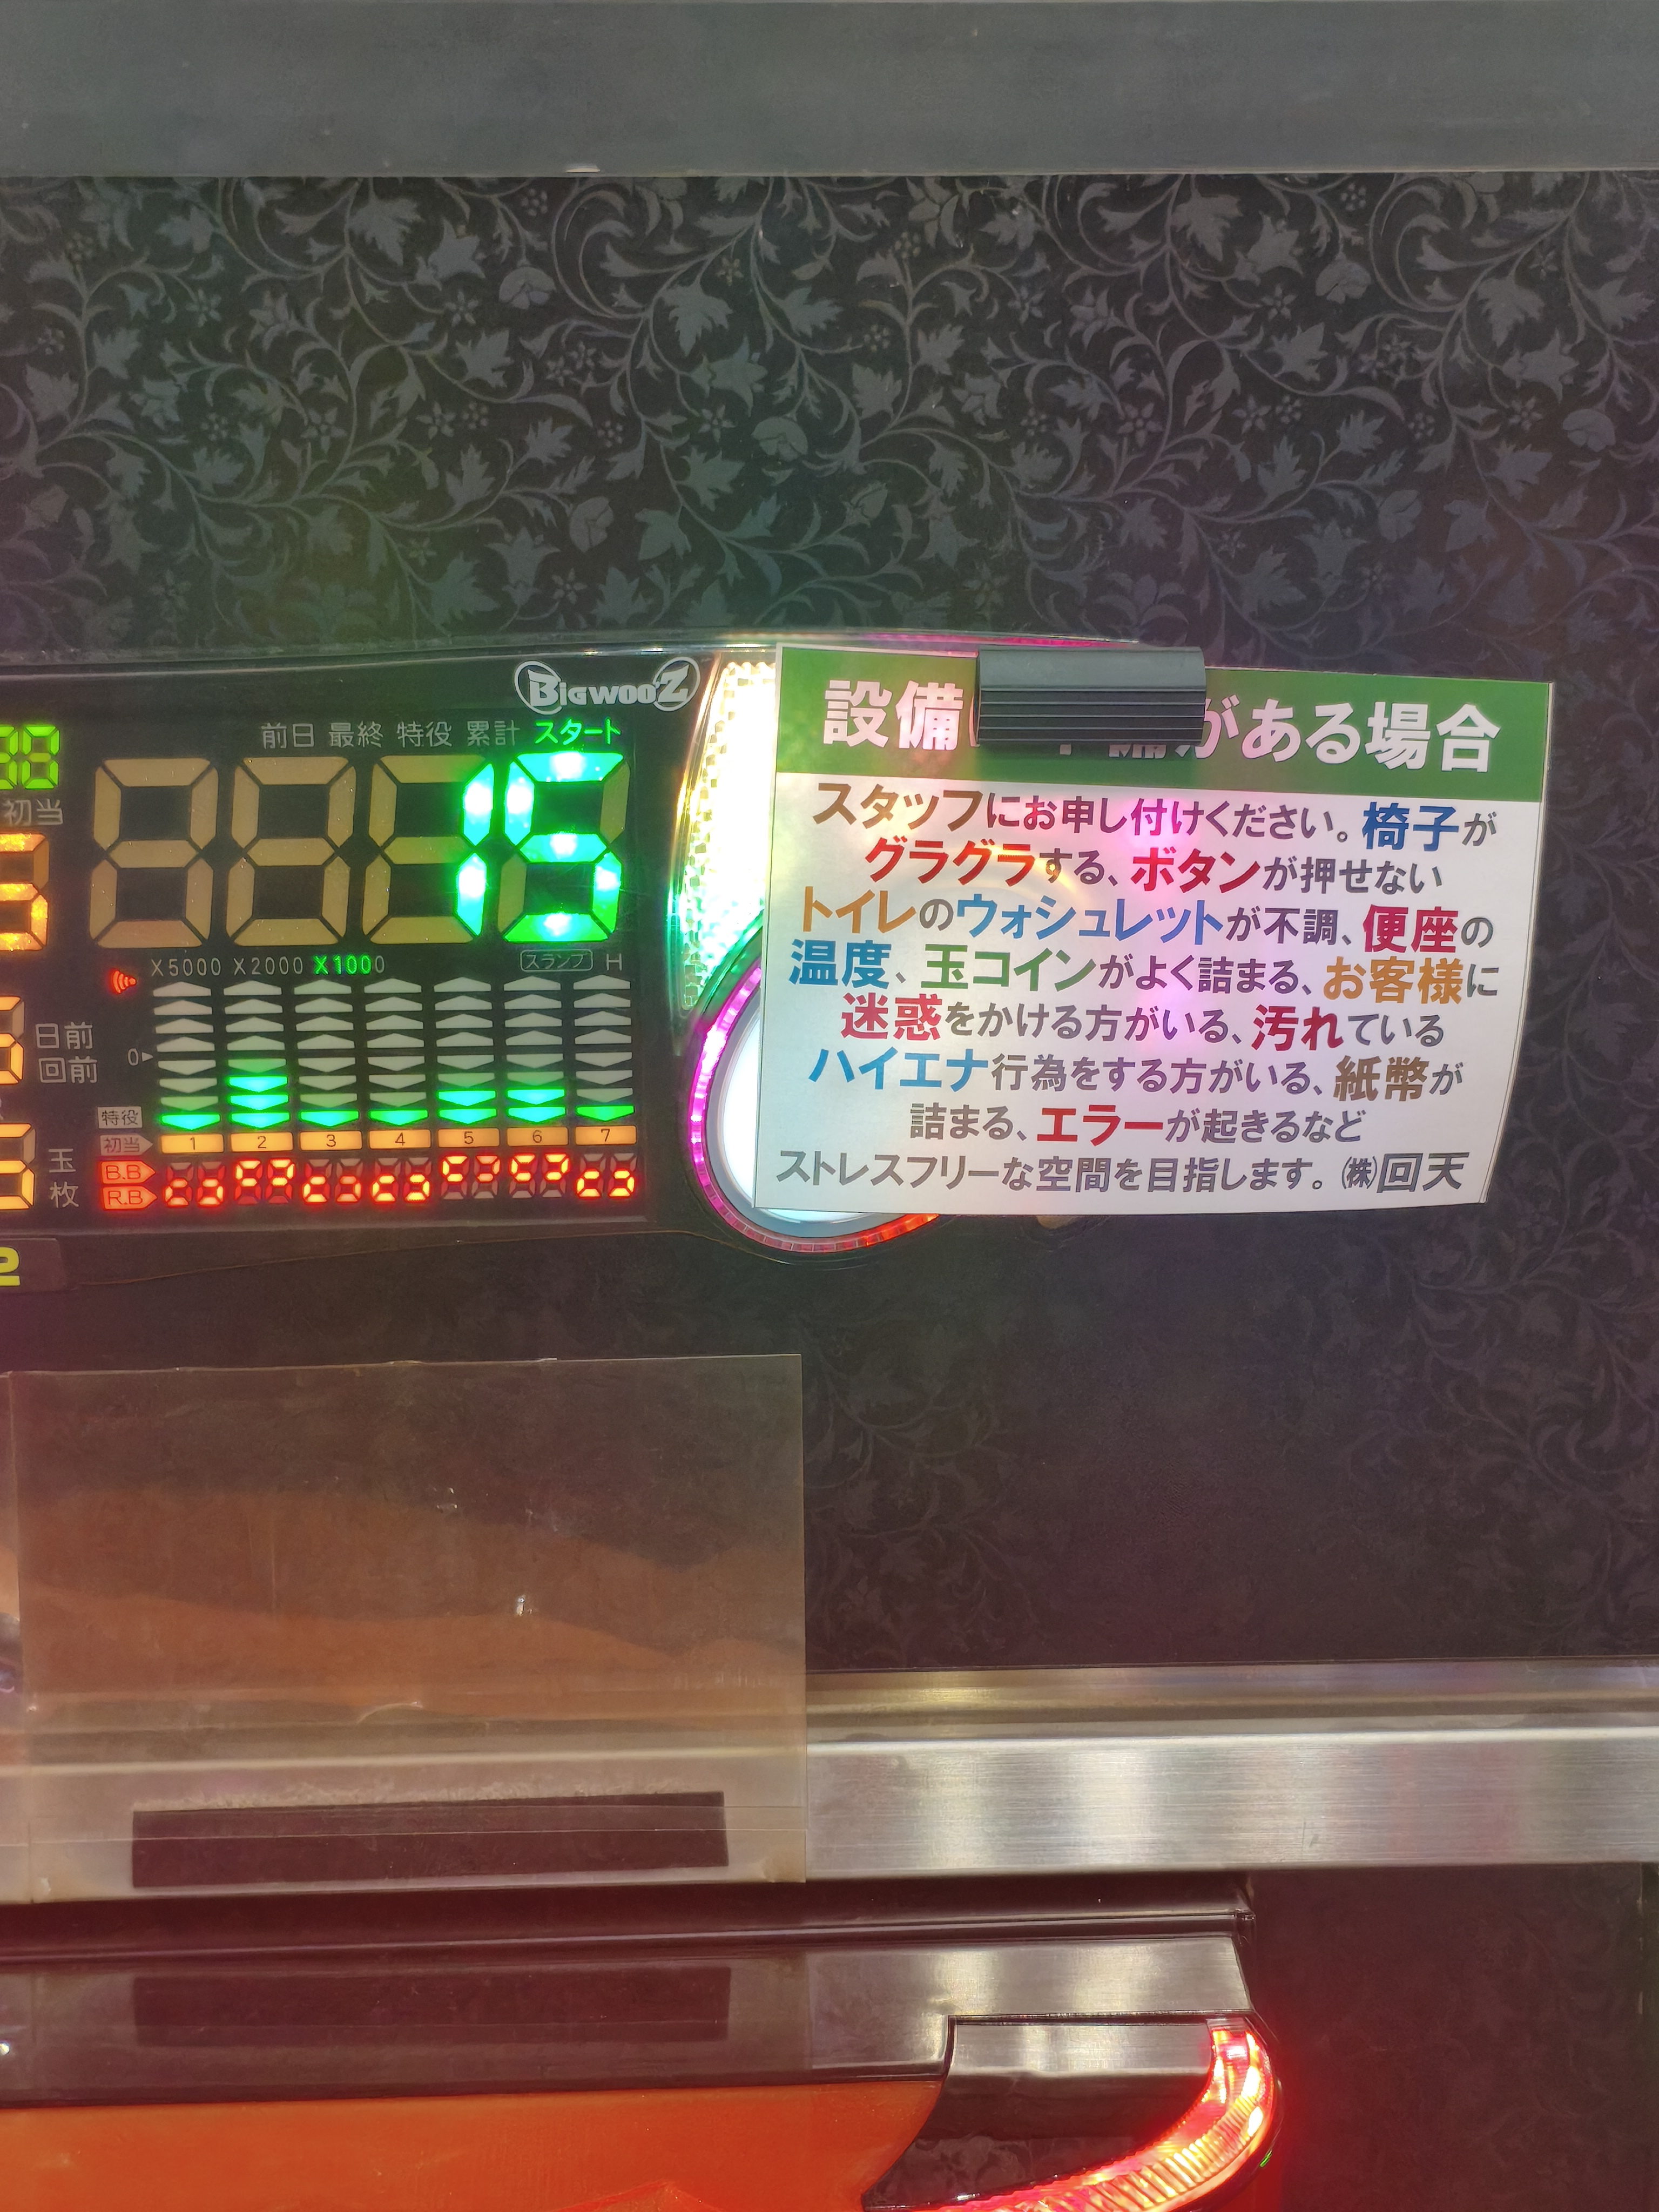 BIGWOOZ
前日 最終 特役 累計 スタート
15
初当
X5000 X2000 X1000 スランプ H
日前
回前
0
特役
初当 1 2 3 4 5 6 7
B.B
R.B
玉
枚
2
設備 がある場合
スタッフにお申し付けください。椅子が
グラグラする、ボタンが押せない
トイレのウォシュレットが不調、便座の
温度、玉コインがよく詰まる、お客様に
迷惑をかける方がいる、汚れている
ハイエナ行為をする方がいる、紙幣が
詰まる、エラーが起きるなど
ストレスフリーな空間を目指します。㈱回天